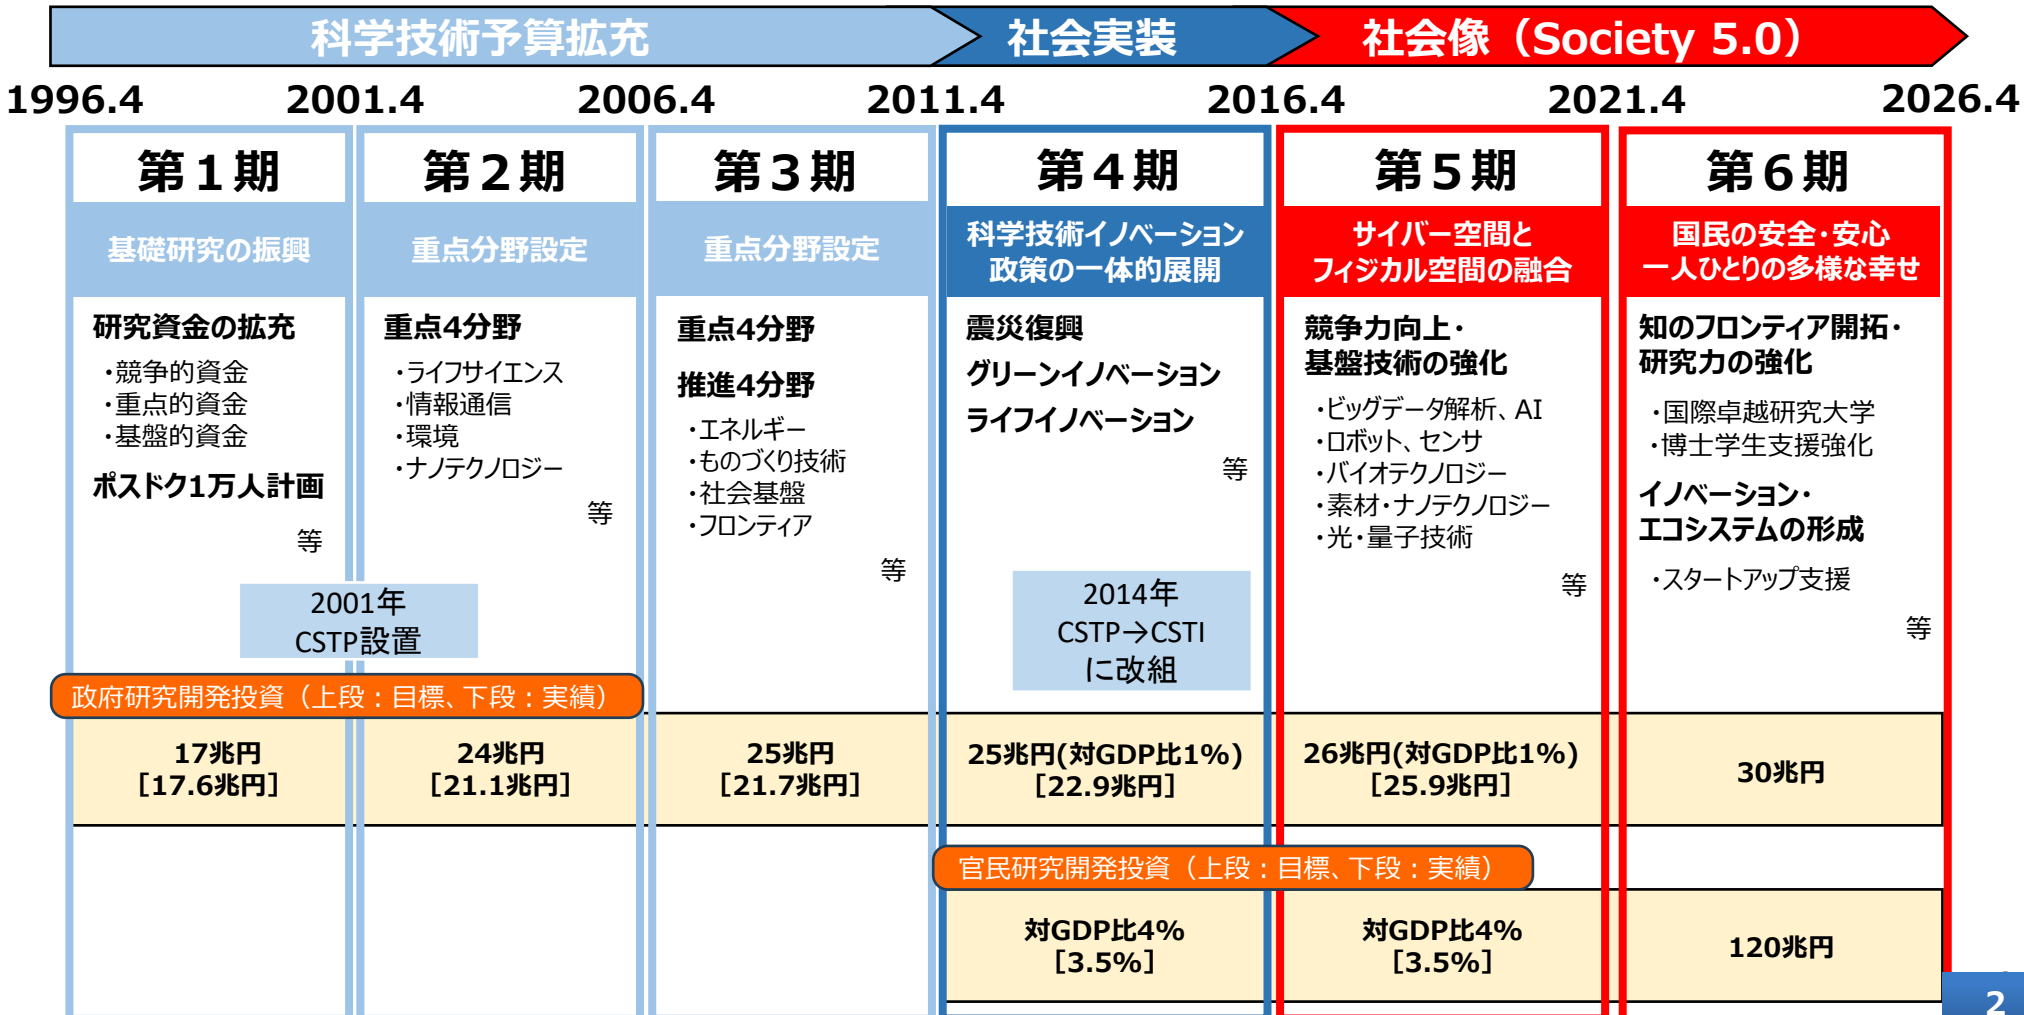 科学技術予算拡充
社会実装
社会像（Society 5.0）
1996.4
2001.4
2006.4
2011.4
2016.4
2021.4
2026.4
第１期
基礎研究の振興
研究資金の拡充
・競争的資金
・重点的資金
・基盤的資金
ポスドク1万人計画
等
第２期
重点分野設定
重点4分野
・ライフサイエンス
・情報通信
・環境
・ナノテクノロジー
等
2001年
CSTP設置
第３期
重点分野設定
重点4分野
推進4分野
・エネルギー
・ものづくり技術
・社会基盤
・フロンティア
等
第４期
科学技術イノベーション
政策の一体的展開
震災復興
グリーンイノベーション
ライフイノベーション
等
2014年
CSTP→CSTI
に改組
第５期
サイバー空間と
フィジカル空間の融合
競争力向上・
基盤技術の強化
・ビッグデータ解析、AI
・ロボット、センサ
・バイオテクノロジー
・素材・ナノテクノロジー
・光・量子技術
等
第６期
国民の安全・安心
一人ひとりの多様な幸せ
知のフロンティア開拓・
研究力の強化
・国際卓越研究大学
・博士学生支援強化
イノベーション・
エコシステムの形成
・スタートアップ支援
等
政府研究開発投資（上段：目標、下段：実績）
17兆円
［17.6兆円］
24兆円
［21.1兆円］
25兆円
［21.7兆円］
25兆円(対GDP比1%)
［22.9兆円］
26兆円(対GDP比1%)
［25.9兆円］
30兆円
官民研究開発投資（上段：目標、下段：実績）
対GDP比4%
［3.5%］
対GDP比4%
［3.5%］
120兆円
2